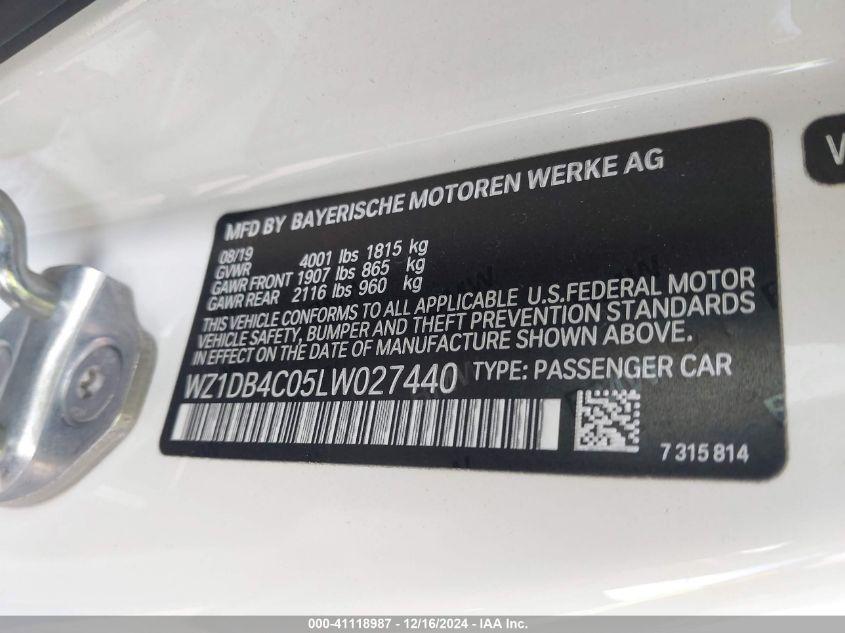 MFD BY BAYERISCHE MOTOREN WERKE AG
08/19
GVWR 4001 lbs 1815 kg
GAWR FRONT 1907 lbs 865 kg
GAWR REAR 2116 lbs 960 kg
THIS VEHICLE CONFORMS TO ALL APPLICABLE U.S.FEDERAL MOTOR
VEHICLE SAFETY, BUMPER AND THEFT PREVENTION STANDARDS
IN EFFECT ON THE DATE OF MANUFACTURE SHOWN ABOVE.
WZ1DB4C05LW027440 TYPE: PASSENGER CAR
7 315 814
000-41118987 - 12/16/2024 - IAA Inc.